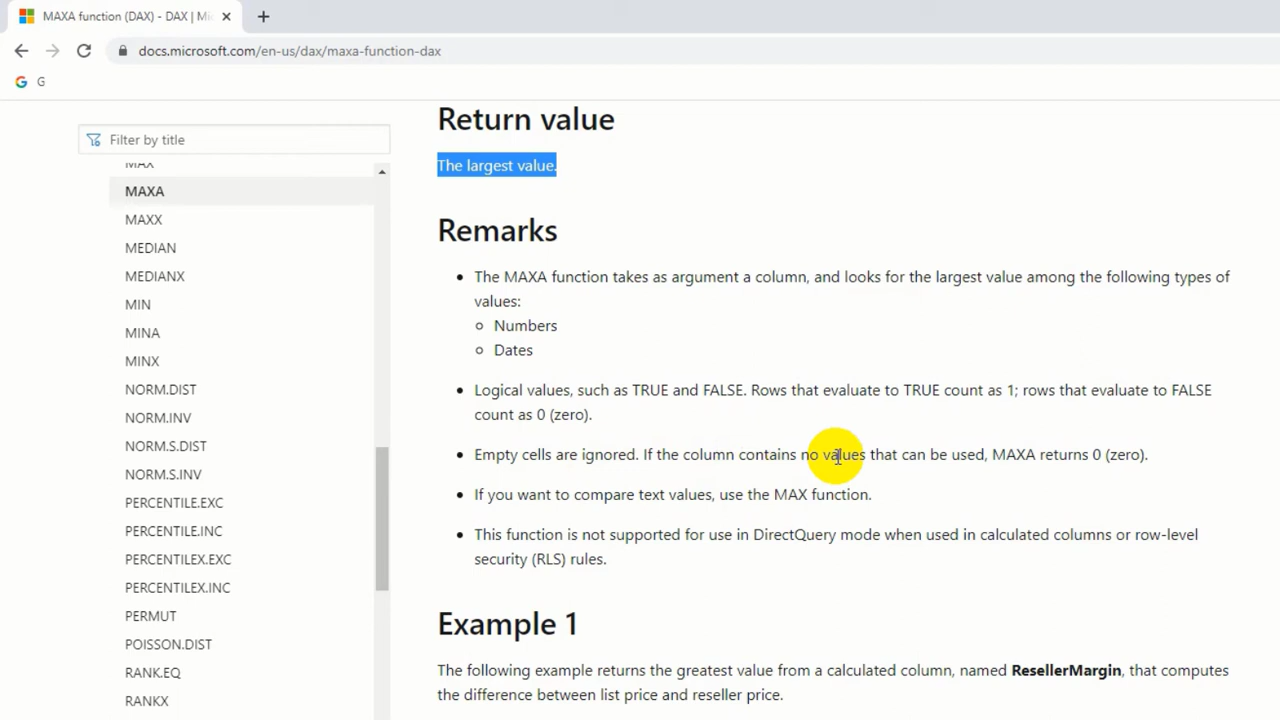 MAXA function (DAX) - DAX | Mi
docs.microsoft.com/en-us/dax/maxa-function-dax
G
Filter by title
MAX
MAXA
MAXX
MEDIAN
MEDIANX
MIN
MINA
MINX
NORM.DIST
NORM.INV
NORM.S.DIST
NORM.S.INV
PERCENTILE.EXC
PERCENTILE.INC
PERCENTILEX.EXC
PERCENTILEX.INC
PERMUT
POISSON.DIST
RANK.EQ
RANKX
Return value
The largest value.
Remarks
The MAXA function takes as argument a column, and looks for the largest value among the following types of
values:
Numbers
Dates
Logical values, such as TRUE and FALSE. Rows that evaluate to TRUE count as 1; rows that evaluate to FALSE
count as 0 (zero).
Empty cells are ignored. If the column contains no values that can be used, MAXA returns 0 (zero).
If you want to compare text values, use the MAX function.
This function is not supported for use in DirectQuery mode when used in calculated columns or row-level
security (RLS) rules.
Example 1
The following example returns the greatest value from a calculated column, named ResellerMargin, that computes
the difference between list price and reseller price.